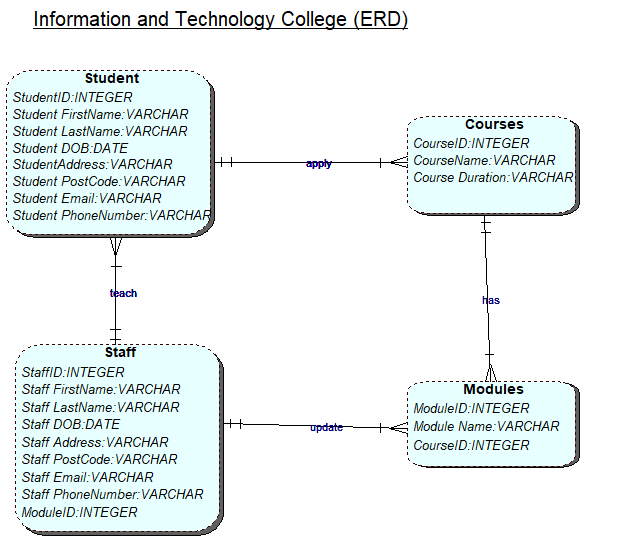 Information and Technology College (ERD)
Student
StudentID:INTEGER
Student FirstName:VARCHAR
Student LastName:VARCHAR
Student DOB:DATE
StudentAddress:VARCHAR
Student PostCode:VARCHAR
Student Email:VARCHAR
Student PhoneNumber:VARCHAR
apply
Courses
CourseID:INTEGER
CourseName:VARCHAR
Course Duration:VARCHAR
teach
has
Staff
StaffID:INTEGER
Staff FirstName:VARCHAR
Staff LastName:VARCHAR
Staff DOB:DATE
Staff Address:VARCHAR
Staff PostCode:VARCHAR
Staff Email:VARCHAR
Staff PhoneNumber:VARCHAR
ModuleID:INTEGER
update
Modules
ModuleID:INTEGER
Module Name:VARCHAR
CourseID:INTEGER